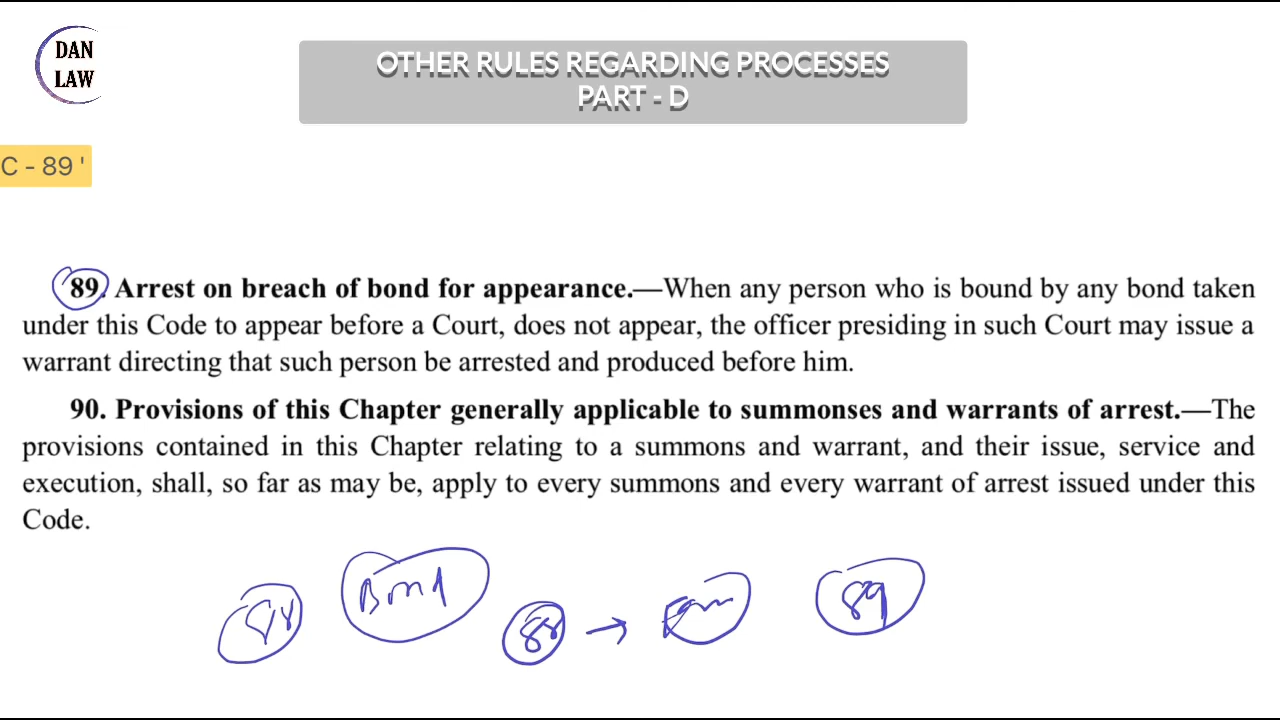 DAN
LAW
OTHER RULES REGARDING PROCESSES
PART - D
C - 89 '
89. Arrest on breach of bond for appearance.—When any person who is bound by any bond taken
under this Code to appear before a Court, does not appear, the officer presiding in such Court may issue a
warrant directing that such person be arrested and produced before him.
90. Provisions of this Chapter generally applicable to summonses and warrants of arrest.—The
provisions contained in this Chapter relating to a summons and warrant, and their issue, service and
execution, shall, so far as may be, apply to every summons and every warrant of arrest issued under this
Code.
Bond
88 → 89